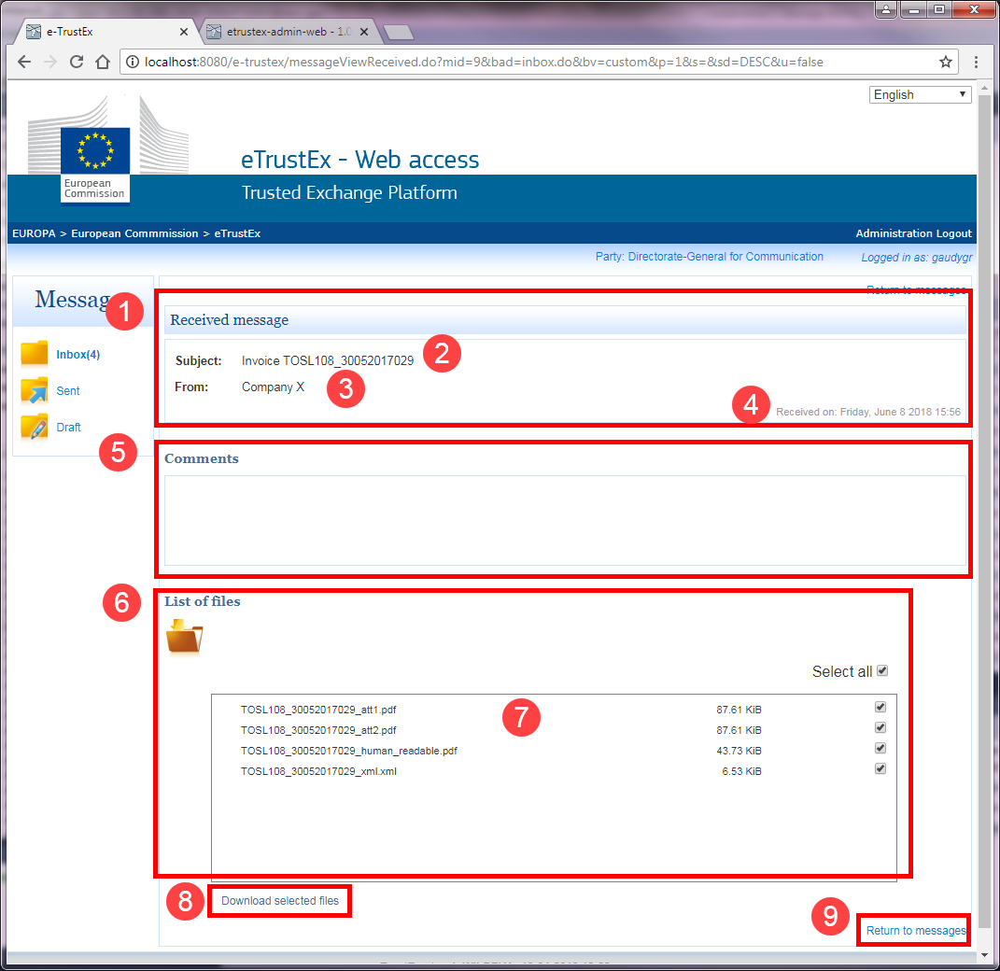 e-TrustEx
etrustex-admin-web - 1.0
localhost:8080/e-trustex/messageViewReceived.do?mid=9&bad=inbox.do&bv=custom&p=1&s=&sd=DESC&u=false
English
eTrustEx - Web access
European
Commission
Trusted Exchange Platform
EUROPA > European Commmission > eTrustEx
Administration Logout
Party: Directorate-General for Communication
Logged in as: gaudygr
Return to messages
Messag
1
Received message
Inbox(4)
Subject: Invoice TOSL108_30052017029
2
From: Company X
3
Sent
4
Received on: Friday, June 8 2018 15:56
Draft
5
Comments
6
List of files
Select all
7
TOSL108_30052017029_att1.pdf 87.61 KiB
TOSL108_30052017029_att2.pdf 87.61 KiB
TOSL108_30052017029_human_readable.pdf 43.73 KiB
TOSL108_30052017029_xml.xml 6.53 KiB
8
Download selected files
9
Return to messages